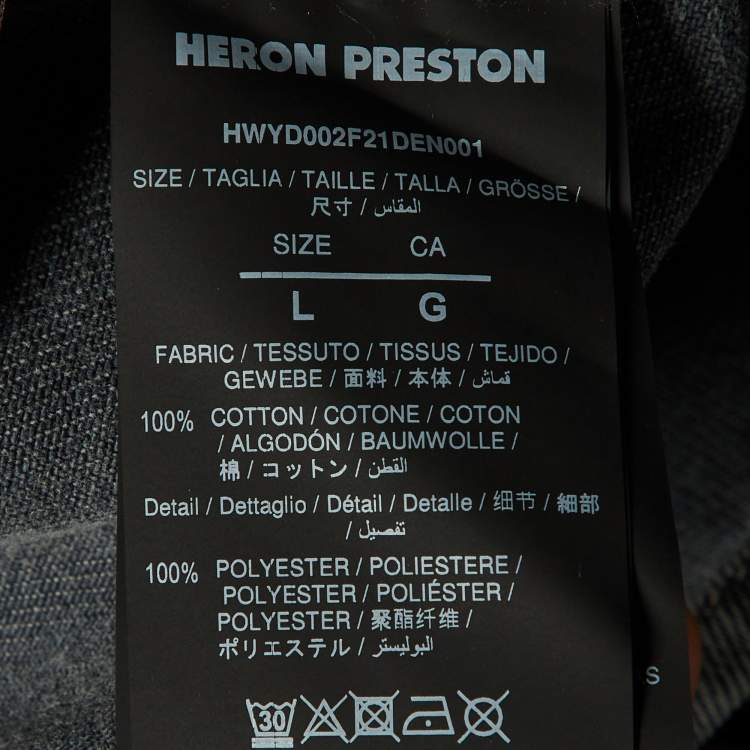 HERON PRESTON
HWYD002F21DEN001
SIZE / TAGLIA / TAILLE / TALLA / GRÖSSE /
尺寸 / المقاس
SIZE CA
L G
FABRIC / TESSUTO / TISSUS / TEJIDO /
GEWEBE / 面料 / 本体 / قماش
100% COTTON / COTONE / COTON
/ ALGODÓN / BAUMWOLLE /
棉 / コットン / القطن
Detail / Dettaglio / Détail / Detalle / 细节 / 細部
/ تفصيل
100% POLYESTER / POLIESTERE /
POLYESTER / POLIÉSTER /
POLYESTER / 聚酯纤维 /
ポリエステル / البوليستر
S
30